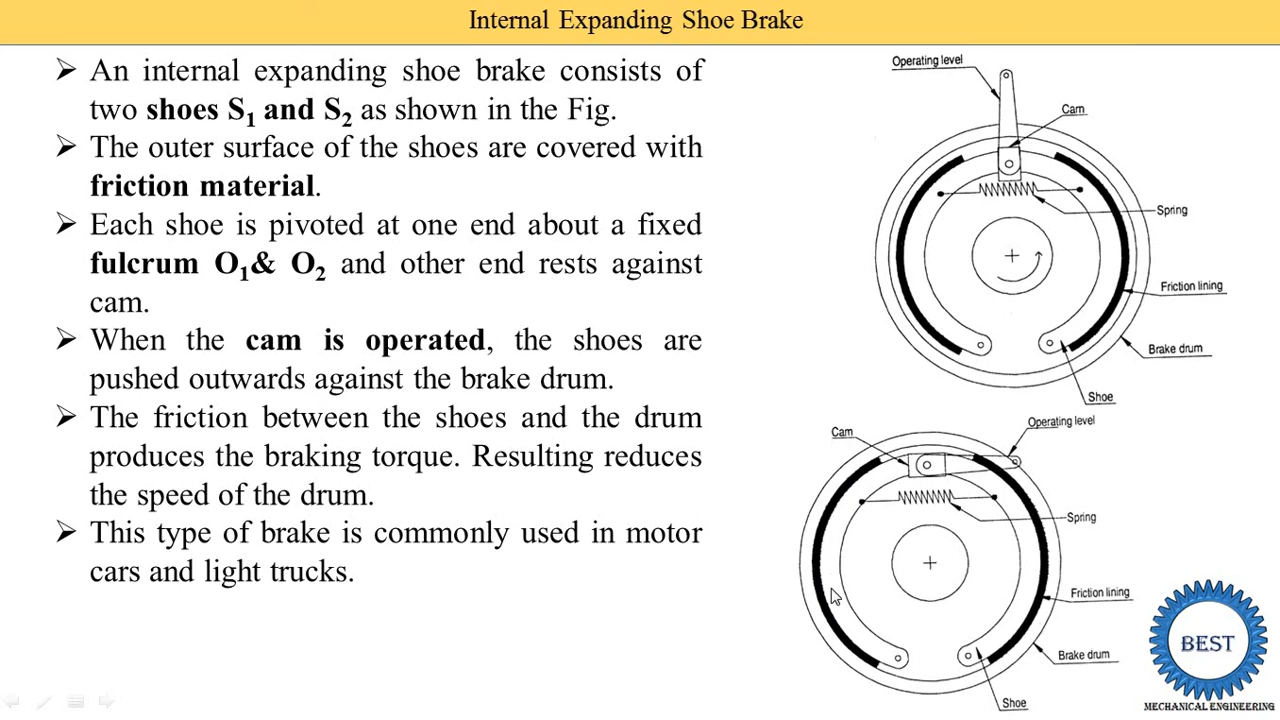 Internal Expanding Shoe Brake
➢ An internal expanding shoe brake consists of
two shoes S1 and S2 as shown in the Fig.
➢ The outer surface of the shoes are covered with
friction material.
➢ Each shoe is pivoted at one end about a fixed
fulcrum O1& O2 and other end rests against
cam.
➢ When the cam is operated, the shoes are
pushed outwards against the brake drum.
➢ The friction between the shoes and the drum
produces the braking torque. Resulting reduces
the speed of the drum.
➢ This type of brake is commonly used in motor
cars and light trucks.
Operating level
Cam
Spring
Friction lining
Brake drum
Shoe
Operating level
Cam
Spring
Friction lining
Brake drum
Shoe
BEST
MECHANICAL ENGINEERING